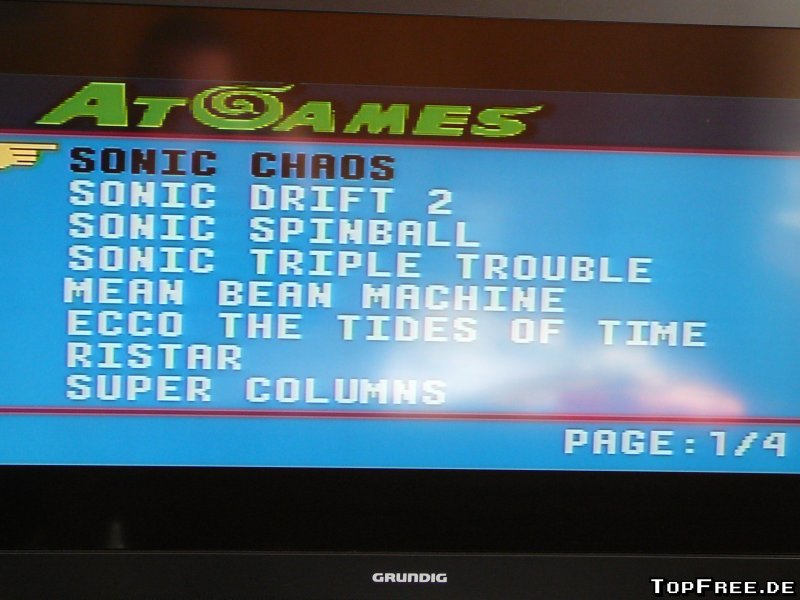 ATGAMES
SONIC CHAOS
SONIC DRIFT 2
SONIC SPINBALL
SONIC TRIPLE TROUBLE
MEAN BEAN MACHINE
ECCO THE TIDES OF TIME
RISTAR
SUPER COLUMNS
PAGE:1/4
GRUNDIG
TOPFREE.DE